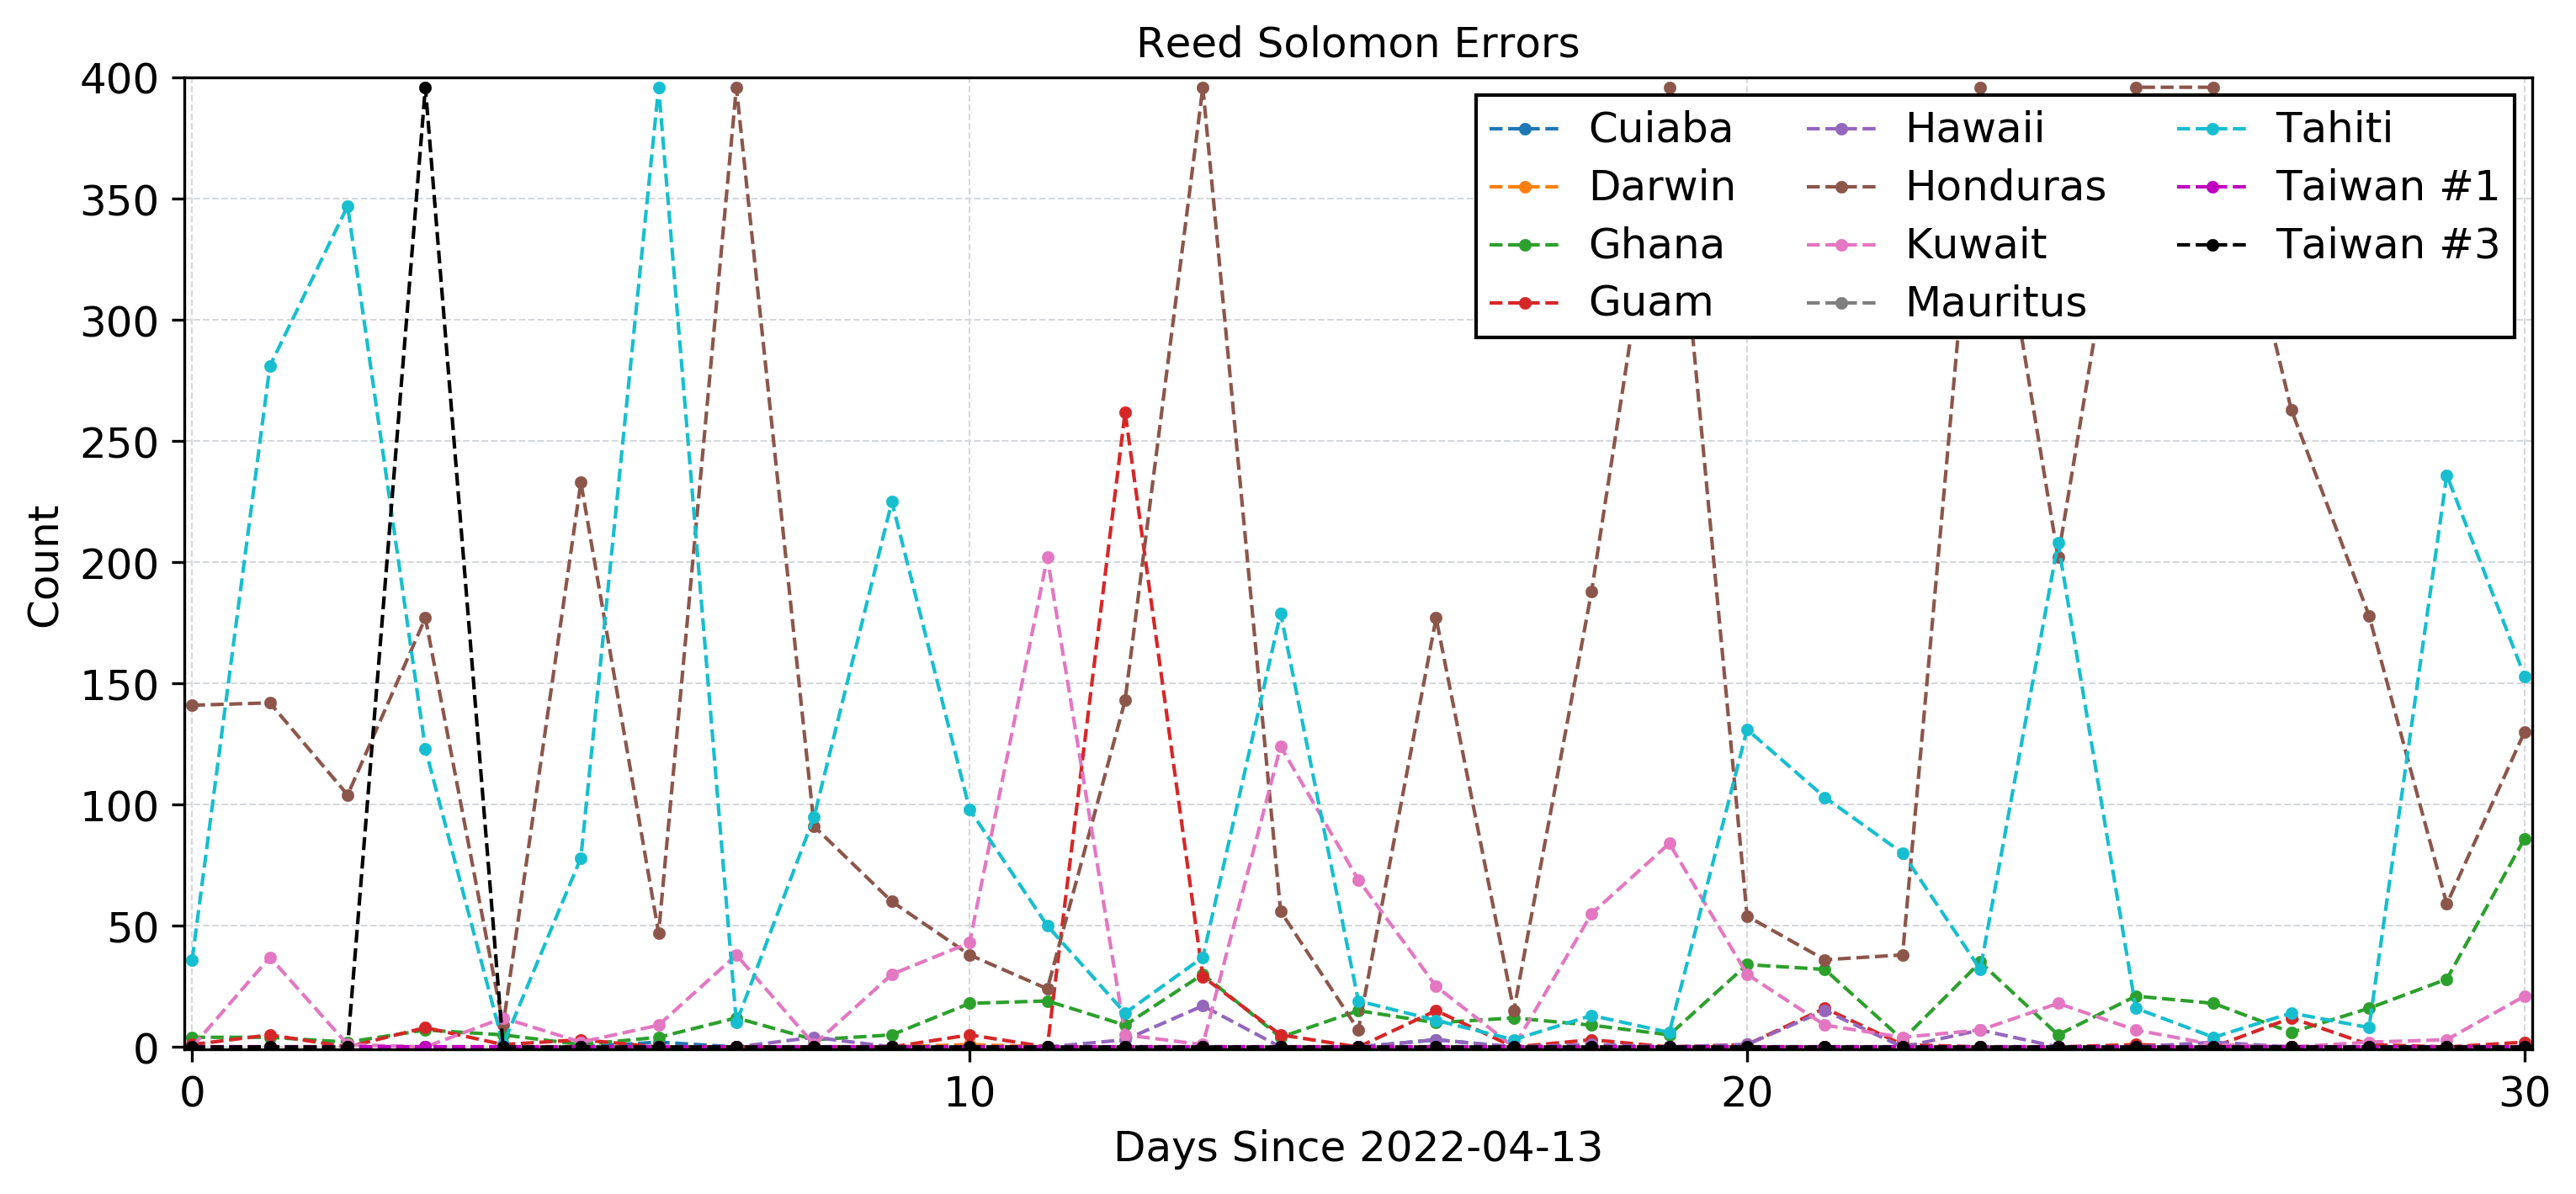 Reed Solomon Errors
400
350
300
250
200
150
100
50
0
Count
0 10 20 30
Days Since 2022-04-13
Cuiaba
Darwin
Ghana
Guam
Hawaii
Honduras
Kuwait
Mauritus
Tahiti
Taiwan #1
Taiwan #3